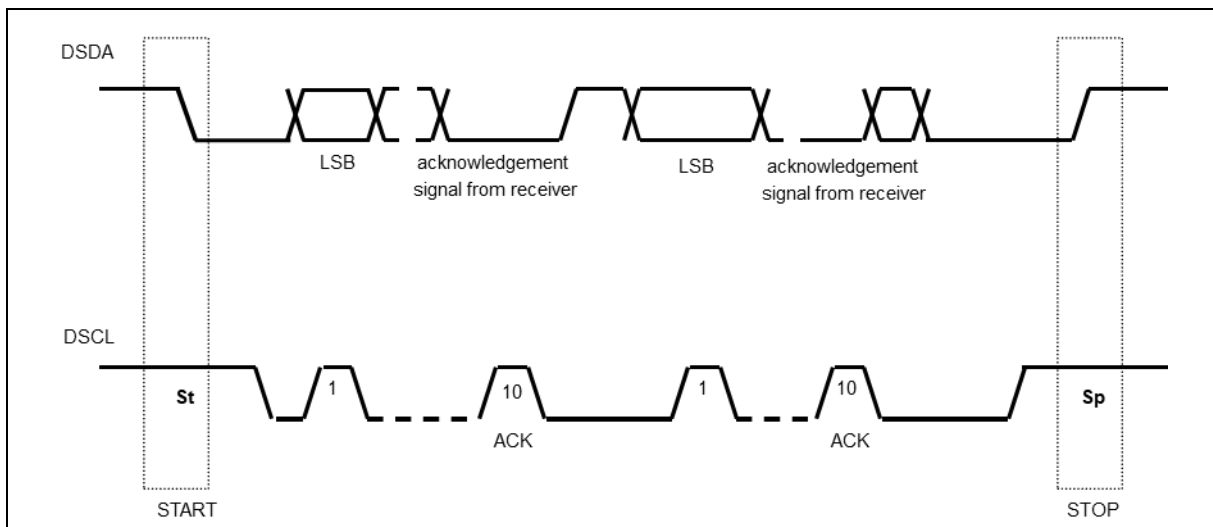 DSDA
LSB
acknowledgement
signal from receiver
LSB
acknowledgement
signal from receiver
DSCL
St
1
10
1
10
Sp
ACK
ACK
START
STOP